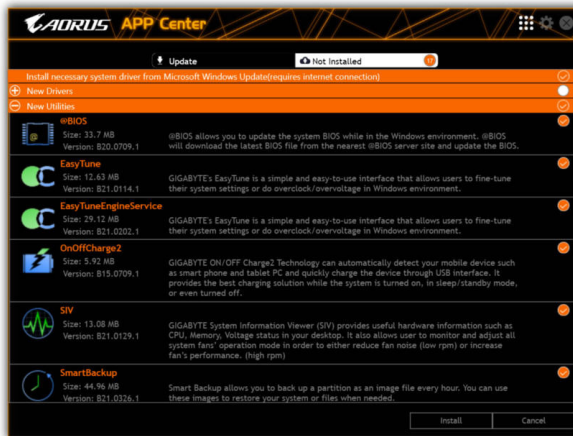 AORUS APP Center
Update
Not Installed 17
Install necessary system driver from Microsoft Windows Update(requires internet connection)
New Drivers
New Utilities
@BIOS
Size: 33.7 MB
Version: B20.0709.1
@BIOS allows you to update the system BIOS while in the Windows environment. @BIOS
will download the latest BIOS file from the nearest @BIOS server site and update the BIOS.
EasyTune
Size: 12.63 MB
Version: B21.0114.1
GIGABYTE's EasyTune is a simple and easy-to-use interface that allows users to fine-tune
their system settings or do overclock/overvoltage in Windows environment.
EasyTuneEngineService
Size: 29.12 MB
Version: B21.0202.1
GIGABYTE's EasyTune is a simple and easy-to-use interface that allows users to fine-tune
their system settings or do overclock/overvoltage in Windows environment.
OnOffCharge2
Size: 5.92 MB
Version: B15.0709.1
GIGABYTE ON/OFF Charge2 Technology can automatically detect your mobile device such
as smart phone and tablet PC and quickly charge the device through USB interface. It
provides the best charging solution while the system is turned on, in sleep/standby mode,
or even turned off.
SIV
Size: 13.08 MB
Version: B21.0129.1
GIGABYTE System Information Viewer (SIV) provides useful hardware information such as
CPU, Memory, Voltage status in your desktop. It also allows user to monitor and adjust all
system fans' operation mode in order to either reduce fan noise (low rpm) or increase
fan's performance. (high rpm)
SmartBackup
Size: 44.96 MB
Version: B21.0326.1
Smart Backup allows you to back up a partition as an image file every hour. You can use
these images to restore your system or files when needed.
Install
Cancel